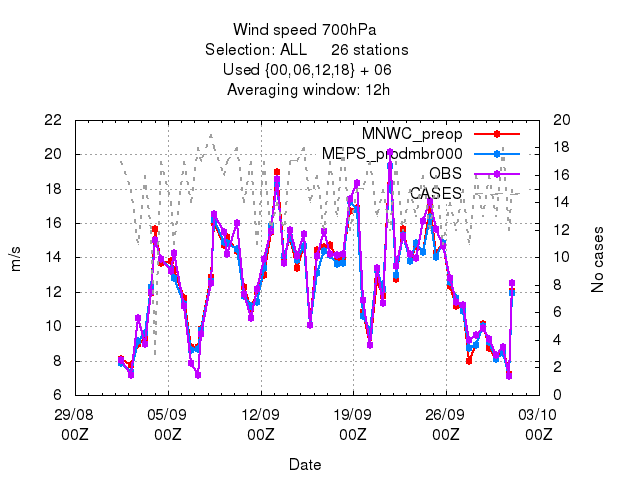 Wind speed 700hPa
Selection: ALL 26 stations
Used {00,06,12,18} + 06
Averaging window: 12h
22 20
MNWC_preop
20 18
MEPS_prodmbr000
OBS
CASES
18 16
16 14
14 12
12 10
10 8
8 6
6 4
2
0
m/s
No cases
29/08 05/09 12/09 19/09 26/09 03/10
00Z 00Z 00Z 00Z 00Z 00Z
Date